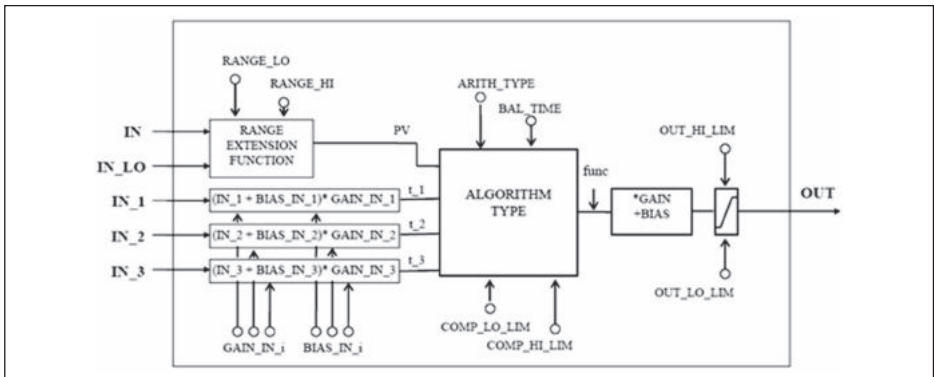 RANGE_LO
RANGE_HI
ARITH_TYPE
BAL_TIME
IN
RANGE
EXTENSION
FUNCTION
PV
OUT_HI_LIM
IN_LO
func
ALGORITHM
TYPE
*GAIN
+BIAS
OUT
IN_1
(IN_1 + BIAS_IN_1)* GAIN_IN_1
t_1
IN_2
(IN_2 + BIAS_IN_2)* GAIN_IN_2
t_2
IN_3
(IN_3 + BIAS_IN_3)* GAIN_IN_3
t_3
OUT_LO_LIM
COMP_LO_LIM
COMP_HI_LIM
GAIN_IN_i
BIAS_IN_i